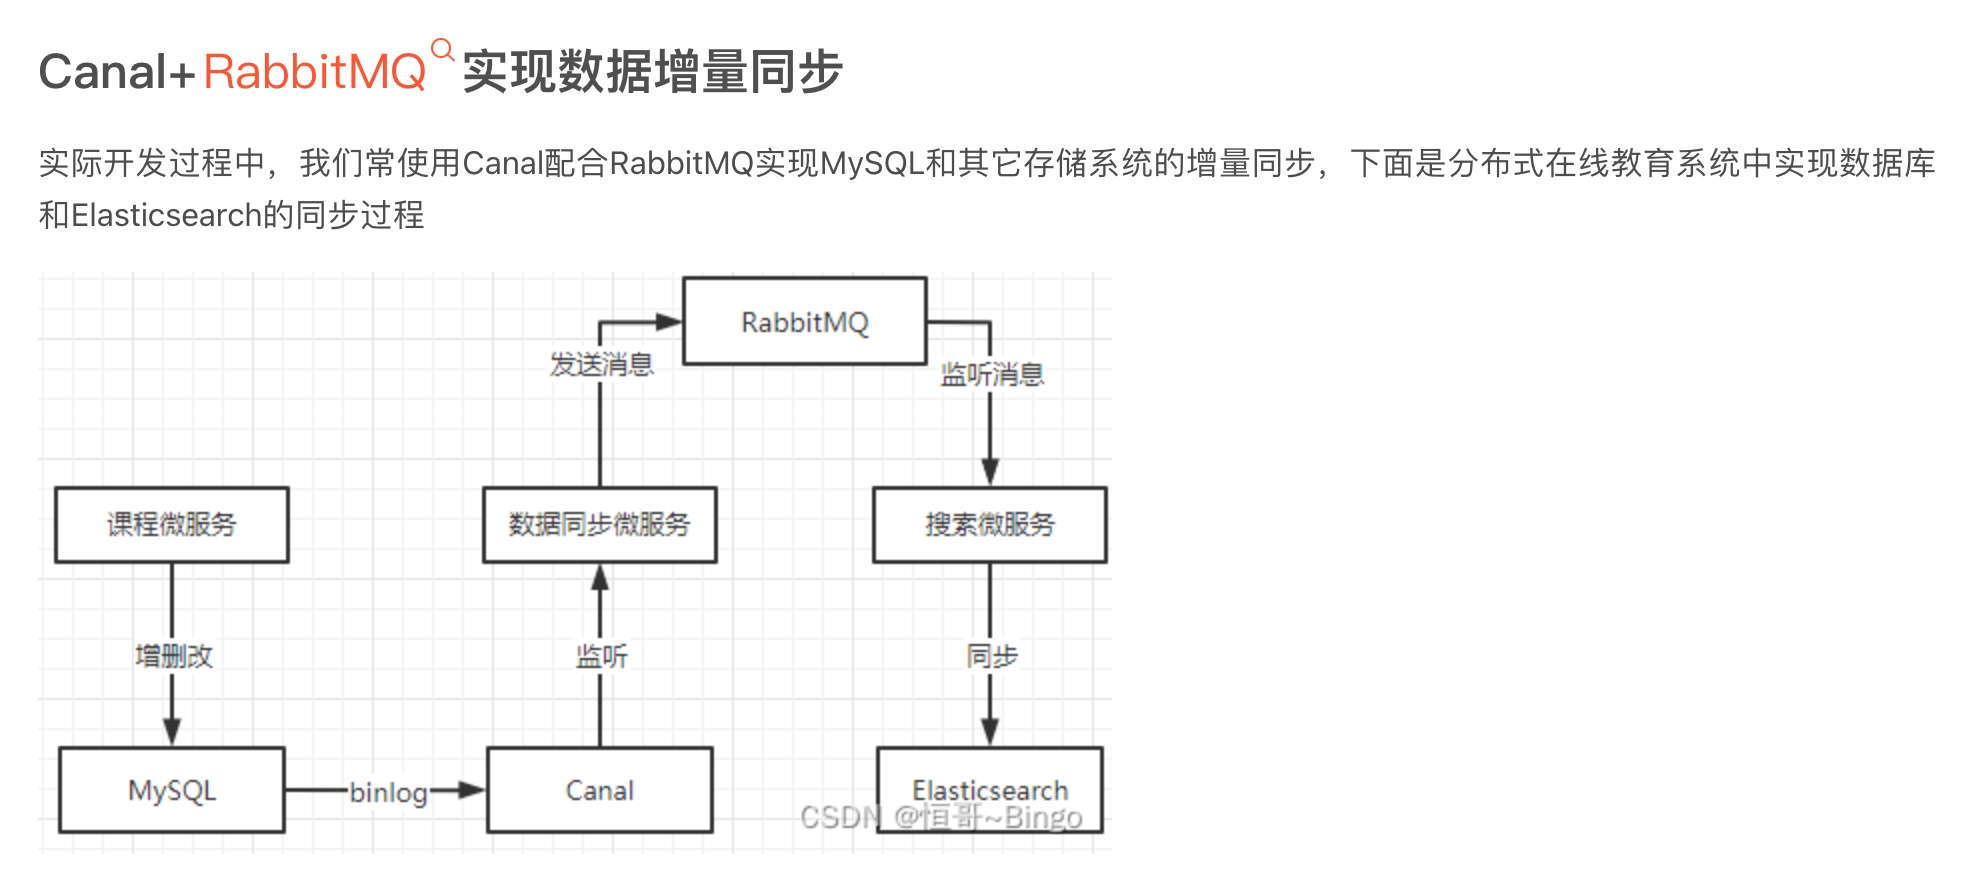 Canal+RabbitMQ实现数据增量同步
实际开发过程中，我们常使用Canal配合RabbitMQ实现MySQL和其它存储系统的增量同步，下面是分布式在线教育系统中实现数据库
和Elasticsearch的同步过程
RabbitMQ
发送消息
监听消息
课程微服务
数据同步微服务
搜索微服务
增删改
监听
同步
MySQL
binlog
Canal
Elasticsearch
CSDN @恒哥~Bingo